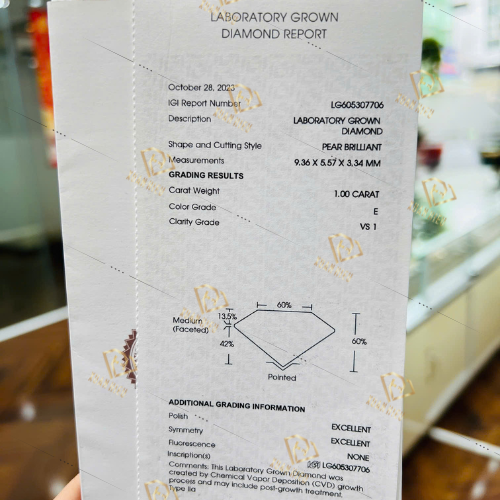 LABORATORY GROWN
DIAMOND REPORT
October 28, 2023
IGI Report Number LG605307706
Description LABORATORY GROWN
DIAMOND
Shape and Cutting Style PEAR BRILLIANT
Measurements 9.36 X 5.57 X 3.34 MM
GRADING RESULTS
Carat Weight 1.00 CARAT
Color Grade E
Clarity Grade VS 1
60%
Medium
(Faceted)
13.5%
42%
60%
Pointed
ADDITIONAL GRADING INFORMATION
Polish EXCELLENT
Symmetry EXCELLENT
Fluorescence NONE
Inscription(s) LG605307706
Comments: This Laboratory Grown Diamond was
created by Chemical Vapor Deposition (CVD) growth
process and may include post-growth treatment.
Type IIa